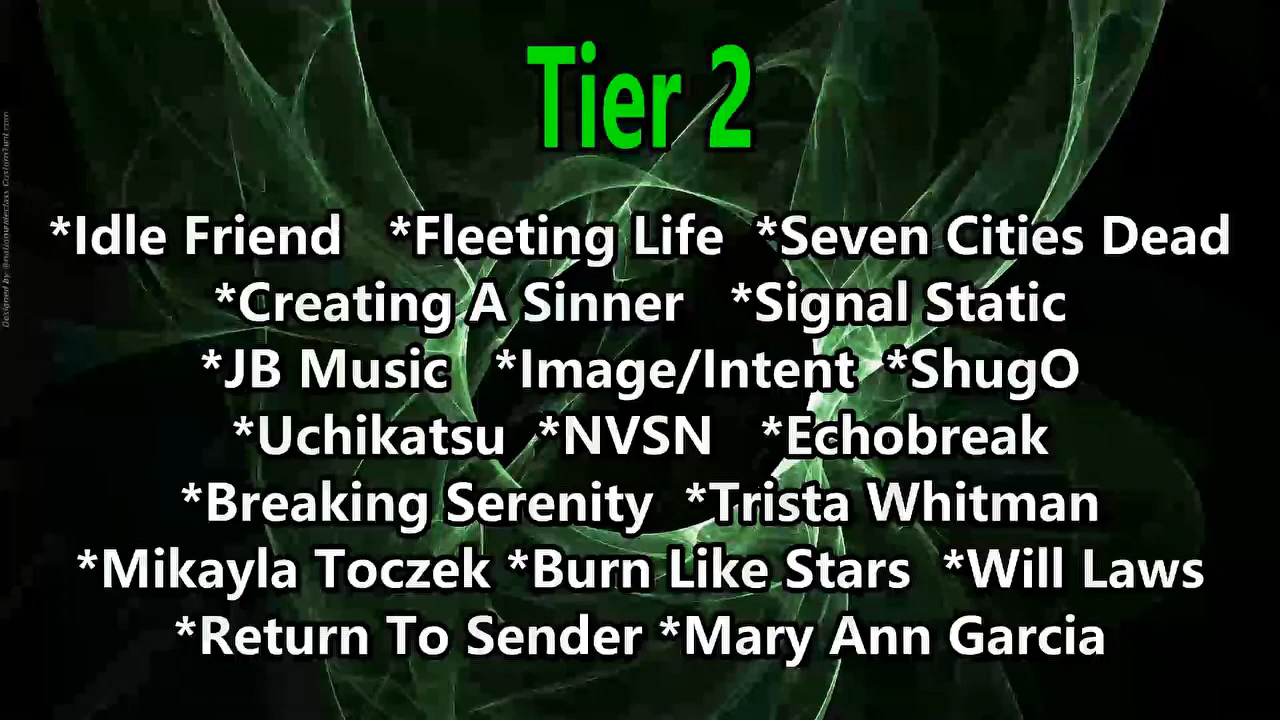 Tier 2
*Idle Friend *Fleeting Life *Seven Cities Dead
*Creating A Sinner *Signal Static
*JB Music *Image/Intent *ShugO
*Uchikatsu *NVSN *Echobreak
*Breaking Serenity *Trista Whitman
*Mikayla Toczek *Burn Like Stars *Will Laws
*Return To Sender *Mary Ann Garcia
Designed by